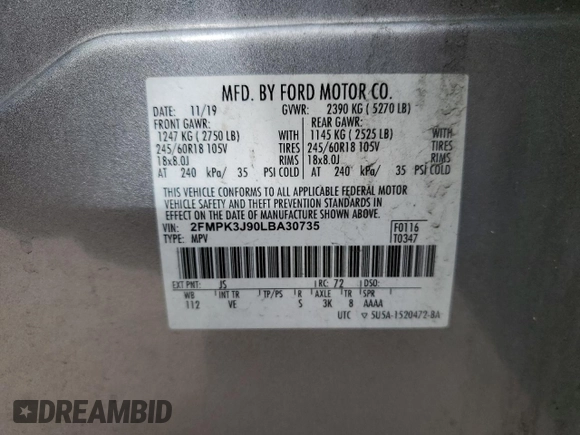 MFD. BY FORD MOTOR CO.
DATE: 11/19 GVWR: 2390 KG ( 5270 LB)
FRONT GAWR: REAR GAWR:
1247 KG ( 2750 LB) WITH 1145 KG ( 2525 LB) WITH
245/60R18 105V TIRES 245/60R18 105V TIRES
18x8.0J RIMS 18x8.0J RIMS
AT 240 kPa/ 35 PSI COLD AT 240 kPa/ 35 PSI COLD
THIS VEHICLE CONFORMS TO ALL APPLICABLE FEDERAL MOTOR
VEHICLE SAFETY AND THEFT PREVENTION STANDARDS IN
EFFECT ON THE DATE OF MANUFACTURE SHOWN ABOVE.
VIN: 2FMPK3J90LBA30735 F0116
TYPE: MPV T0347
EXT PNT: JS RC: 72 DSO:
WB INT TR TP/PS R AXLE TR SPR
112 VE S 3K 8 AAAA
UTC ▽ 5U5A-1520472-BA
DREAMBID